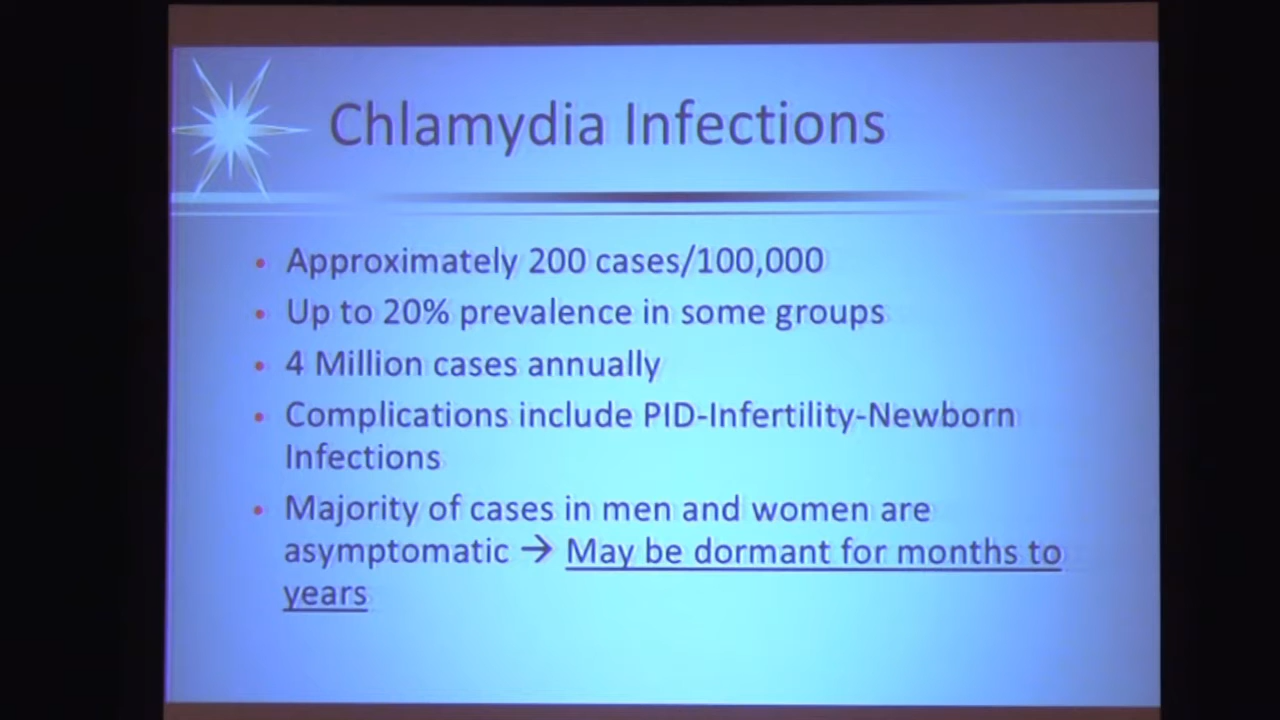 Chlamydia Infections
• Approximately 200 cases/100,000
• Up to 20% prevalence in some groups
• 4 Million cases annually
• Complications include PID-Infertility-Newborn
Infections
• Majority of cases in men and women are
asymptomatic → May be dormant for months to
years